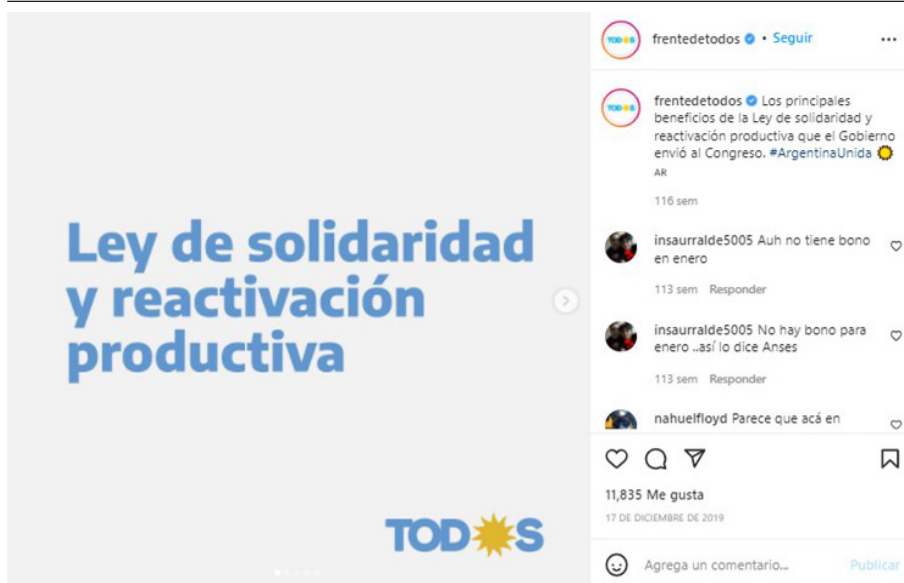 Ley de solidaridad
y reactivación
productiva
TODOS
TODOS
frentedetodos • Seguir
TODOS
frentedetodos Los principales
beneficios de la Ley de solidaridad y
reactivación productiva que el Gobierno
envió al Congreso. #ArgentinaUnida
AR
116 sem
insaurralde5005 Auh no tiene bono
en enero
113 sem Responder
insaurralde5005 No hay bono para
enero ..así lo dice Anses
113 sem Responder
nahuelfloyd Parece que acá en
11,835 Me gusta
17 DE DICIEMBRE DE 2019
Agrega un comentario... Publicar